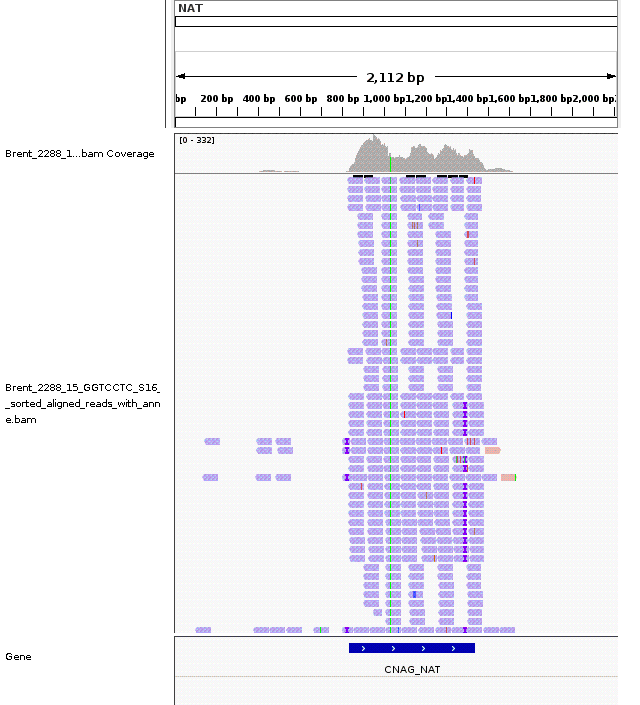 NAT
2,112 bp
bp 200 bp 400 bp 600 bp 800 bp 1,000 bp 1,200 bp 1,400 bp 1,600 bp 1,800 bp 2,000 bp
[0 - 332]
Brent_2288_1...bam Coverage
Brent_2288_15_GGTCCTC_S16_
_sorted_aligned_reads_with_ann
e.bam
Gene
CNAG_NAT